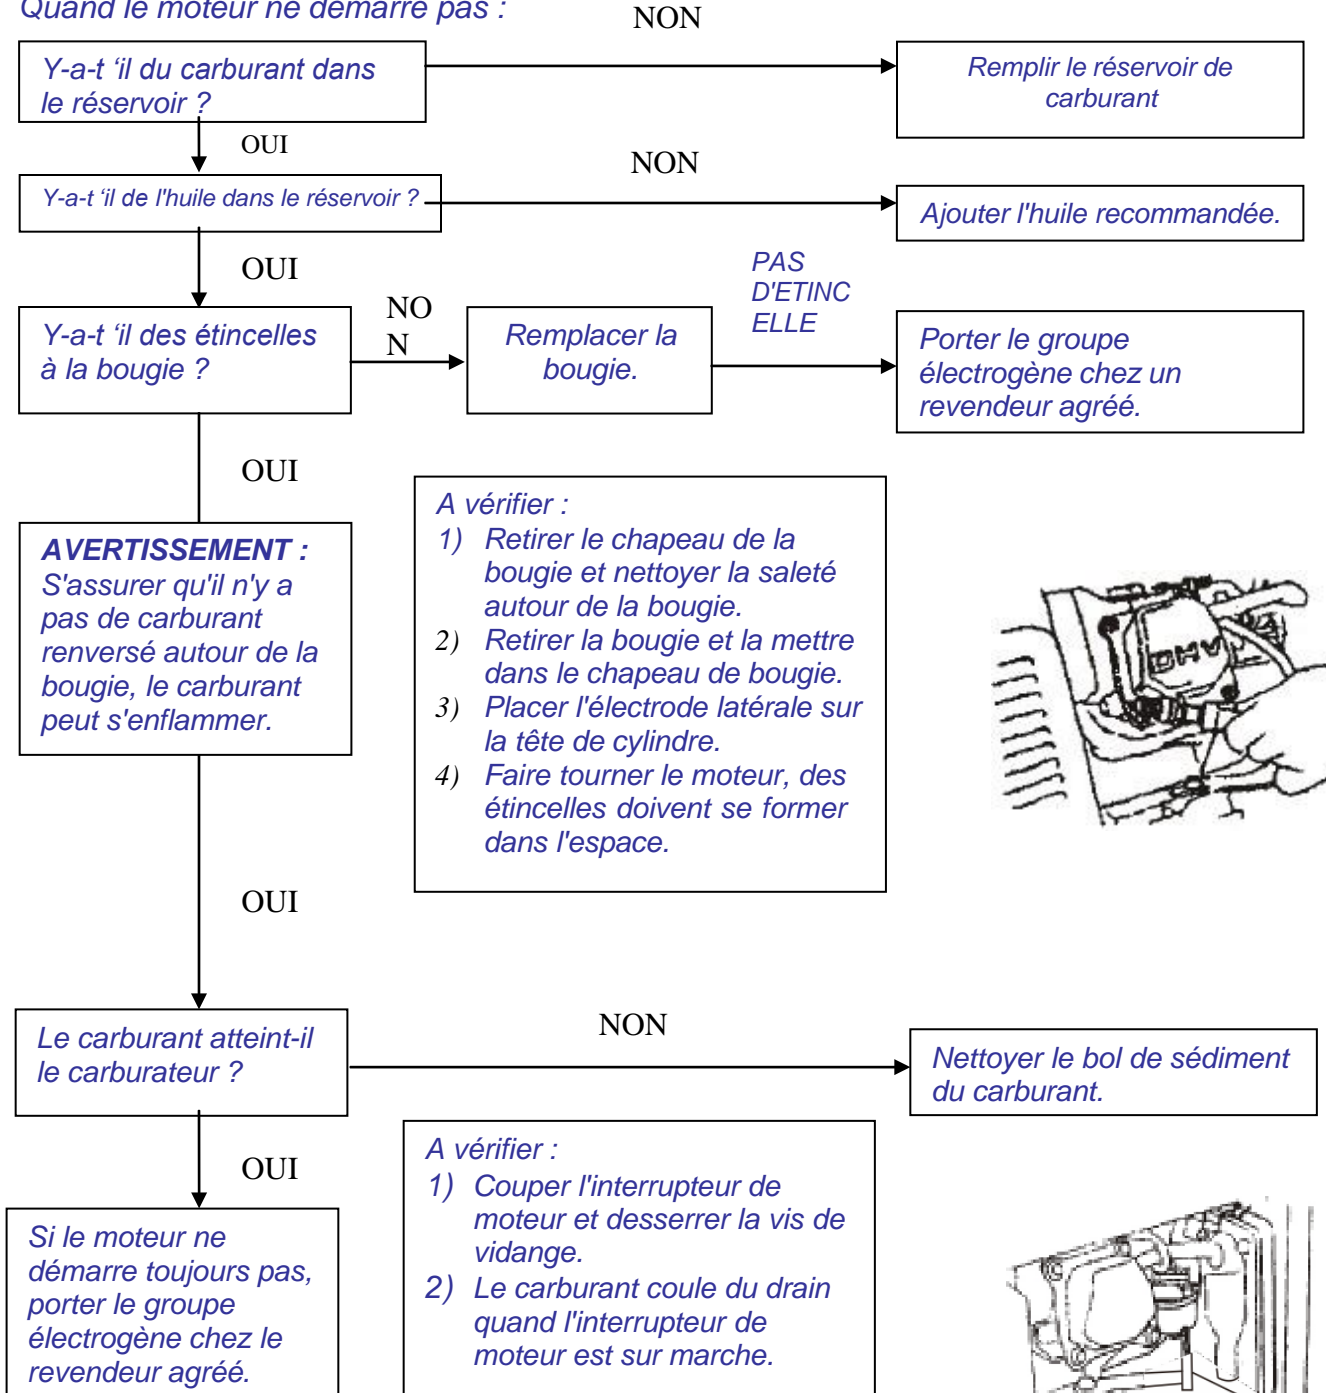 Quand le moteur ne démarre pas :
NON
Y-a-t ‘il du carburant dans
le réservoir ?
Remplir le réservoir de
carburant
OUI
NON
Y-a-t ‘il de l'huile dans le réservoir ?
Ajouter l'huile recommandée.
OUI
Y-a-t ‘il des étincelles
à la bougie ?
NO
N
Remplacer la
bougie.
PAS
D'ETINC
ELLE
Porter le groupe
électrogène chez un
revendeur agréé.
OUI
AVERTISSEMENT :
S'assurer qu'il n'y a
pas de carburant
renversé autour de la
bougie, le carburant
peut s'enflammer.
A vérifier :
1) Retirer le chapeau de la
bougie et nettoyer la saleté
autour de la bougie.
2) Retirer la bougie et la mettre
dans le chapeau de bougie.
3) Placer l'électrode latérale sur
la tête de cylindre.
4) Faire tourner le moteur, des
étincelles doivent se former
dans l'espace.
OHV
OUI
Le carburant atteint-il
le carburateur ?
NON
Nettoyer le bol de sédiment
du carburant.
OUI
Si le moteur ne
démarre toujours pas,
porter le groupe
électrogène chez le
revendeur agréé.
A vérifier :
1) Couper l'interrupteur de
moteur et desserrer la vis de
vidange.
2) Le carburant coule du drain
quand l'interrupteur de
moteur est sur marche.